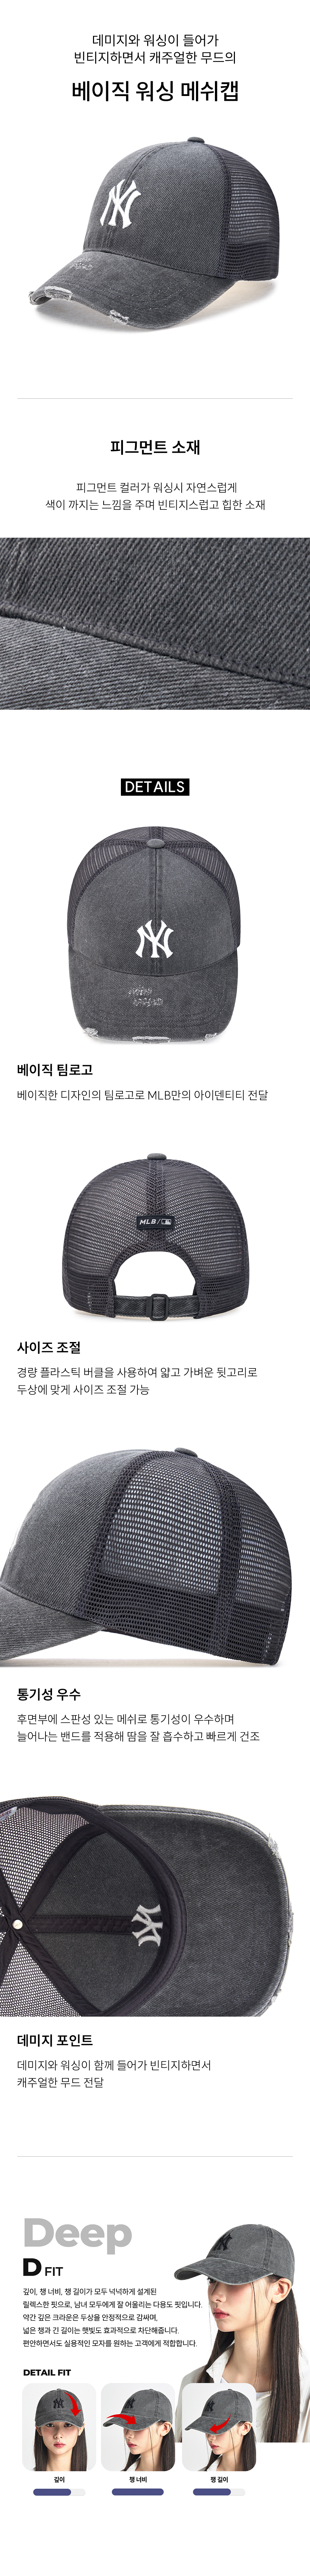 데미지와 워싱이 들어가
빈티지하면서 캐주얼한 무드의
베이직 워싱 메쉬캡
NY
피그먼트 소재
피그먼트 컬러가 워싱시 자연스럽게
색이 까지는 느낌을 주며 빈티지스럽고 힙한 소재
DETAILS
NY
베이직 팀로고
베이직한 디자인의 팀로고로 MLB만의 아이덴티티 전달
MLB /
사이즈 조절
경량 플라스틱 버클을 사용하여 얇고 가벼운 뒷고리로
두상에 맞게 사이즈 조절 가능
통기성 우수
후면부에 스판성 있는 메쉬로 통기성이 우수하며
늘어나는 밴드를 적용해 땀을 잘 흡수하고 빠르게 건조
데미지 포인트
데미지와 워싱이 함께 들어가 빈티지하면서
캐주얼한 무드 전달
Deep
D FIT
깊이, 챙 너비, 챙 길이가 모두 넉넉하게 설계된
릴렉스한 핏으로, 남녀 모두에게 잘 어울리는 다용도 핏입니다.
약간 깊은 크라운은 두상을 안정적으로 감싸며,
넓은 챙과 긴 길이는 햇빛도 효과적으로 차단해줍니다.
편안하면서도 실용적인 모자를 원하는 고객에게 적합합니다.
DETAIL FIT
깊이
챙 너비
챙 길이